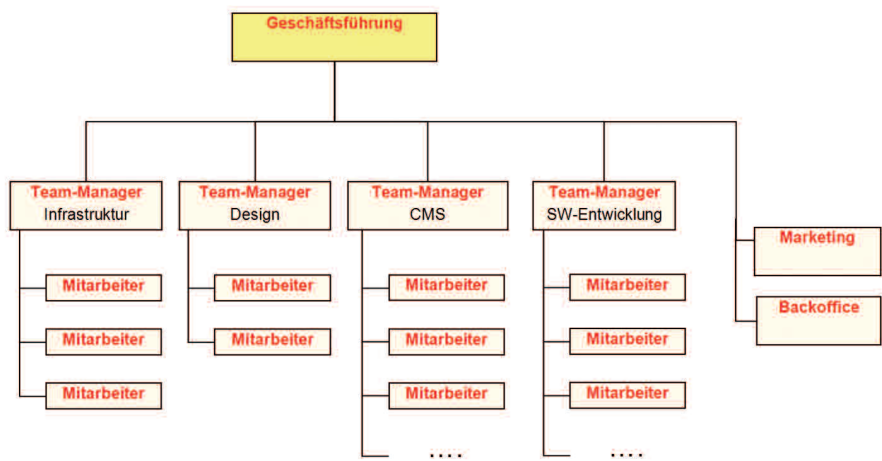 Geschäftsführung
Team-Manager
Infrastruktur
Team-Manager
Design
Team-Manager
CMS
Team-Manager
SW-Entwicklung
Marketing
Backoffice
Mitarbeiter
Mitarbeiter
Mitarbeiter
Mitarbeiter
Mitarbeiter
Mitarbeiter
Mitarbeiter
Mitarbeiter
....
Mitarbeiter
Mitarbeiter
Mitarbeiter
....